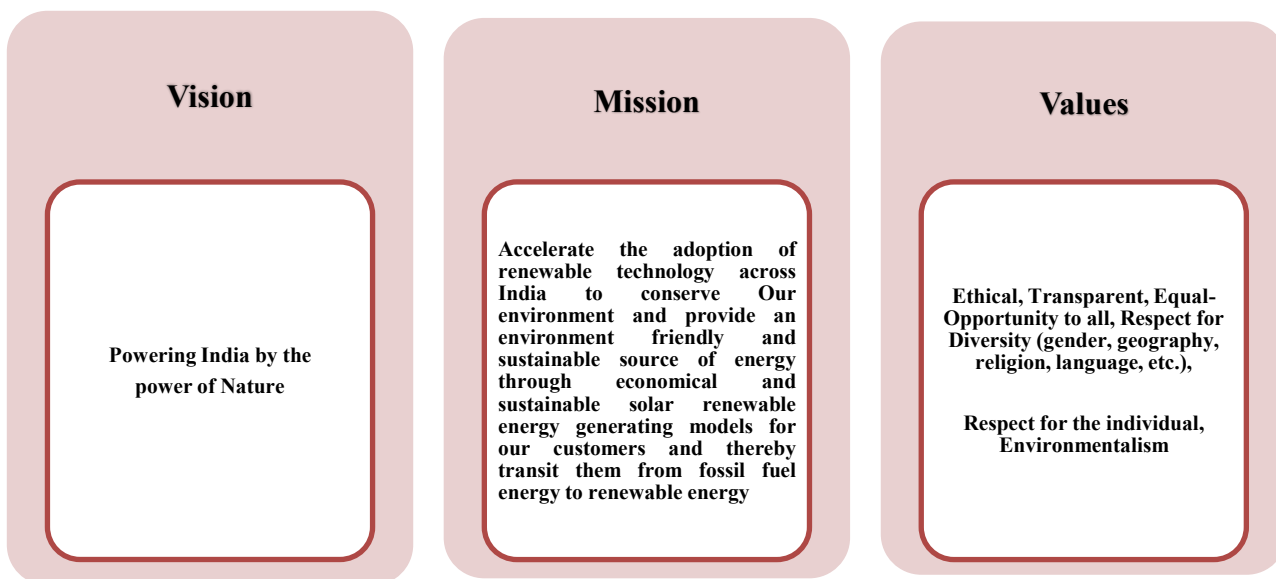 Vision
Powering India by the
power of Nature
Mission
Accelerate the adoption of
renewable technology across
India to conserve Our
environment and provide an
environment friendly and
sustainable source of energy
through economical and
sustainable solar renewable
energy generating models for
our customers and thereby
transit them from fossil fuel
energy to renewable energy
Values
Ethical, Transparent, Equal-
Opportunity to all, Respect for
Diversity (gender, geography,
religion, language, etc.),
Respect for the individual,
Environmentalism